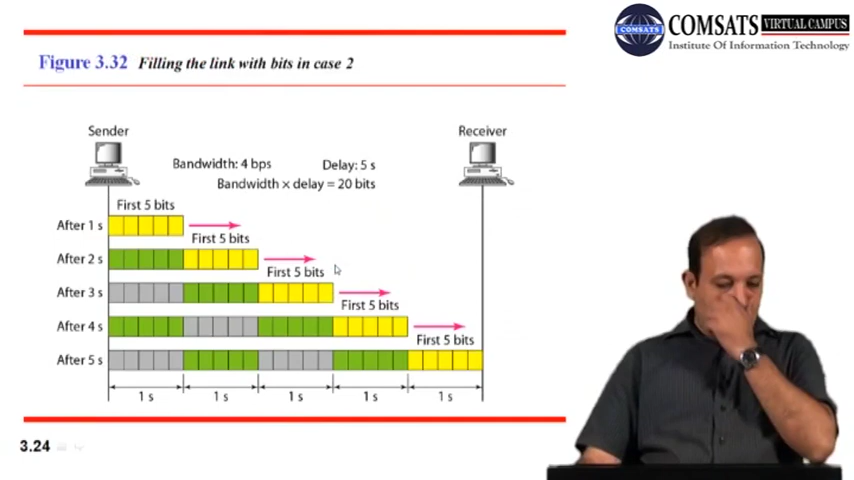 COMSATS VIRTUAL CAMPUS
COMSATS
Institute Of Information Technology
Figure 3.32 Filling the link with bits in case 2
Sender
Receiver
Bandwidth: 4 bps
Delay: 5 s
Bandwidth x delay = 20 bits
First 5 bits
After 1 s
First 5 bits
After 2 s
First 5 bits
After 3 s
First 5 bits
After 4 s
First 5 bits
After 5 s
1 s
1 s
1 s
1 s
1 s
3.24